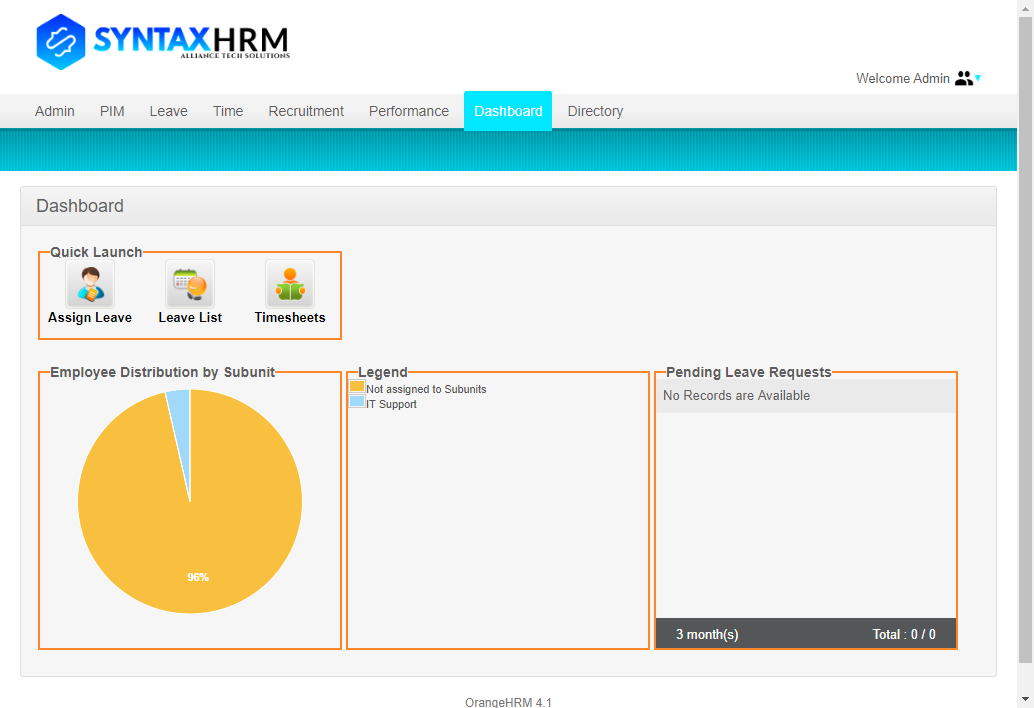 SYNTAXHRM
ALLIANCE TECH SOLUTIONS
Welcome Admin
Admin PIM Leave Time Recruitment Performance Dashboard Directory
Dashboard
Quick Launch
Assign Leave Leave List Timesheets
Employee Distribution by Subunit
96%
Legend
Not assigned to Subunits
IT Support
Pending Leave Requests
No Records are Available
3 month(s) Total : 0 / 0
OrangeHRM 4.1